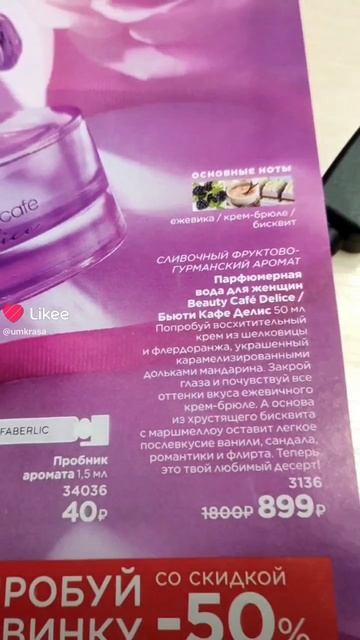 cafe
ОСНОВНЫЕ НОТЫ
ежевика / крем-брюле /
бисквит
СЛИВОЧНЫЙ ФРУКТОВО-
ГУРМАНСКИЙ АРОМАТ
Парфюмерная
вода для женщин
Beauty Café Delice /
Бьюти Кафе Делис 50 мл
Попробуй восхитительный
крем из шелковицы
и флердоранжа, украшенный
карамелизированными
дольками мандарина. Закрой
глаза и почувствуй все
оттенки вкуса ежевичного
крем-брюле. А основа
из хрустящего бисквита
с маршмеллоу оставит легкое
послевкусие ванили, сандала,
романтики и флирта. Теперь
это твой любимый десерт!
3136
1800₽ 899₽
Likee
@umkrasa
FABERLIC
Пробник
аромата 1,5 мл
34036
40₽
РОБУЙ
ВИНКУ
СО СКИДКОЙ
-50%